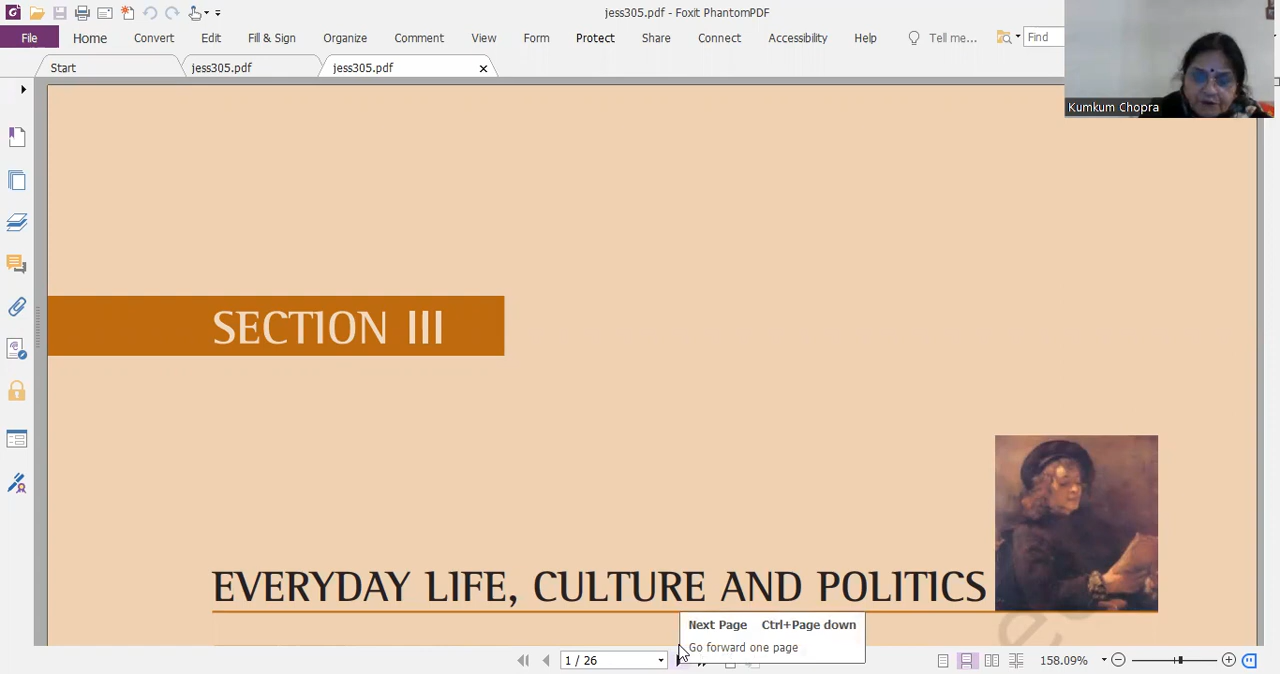 jess305.pdf - Foxit PhantomPDF
File Home Convert Edit Fill & Sign Organize Comment View Form Protect Share Connect Accessibility Help Tell me... Find
Start jess305.pdf jess305.pdf
Kumkum Chopra
SECTION III
EVERYDAY LIFE, CULTURE AND POLITICS
Next Page Ctrl+Page down
Go forward one page
1 / 26 158.09%